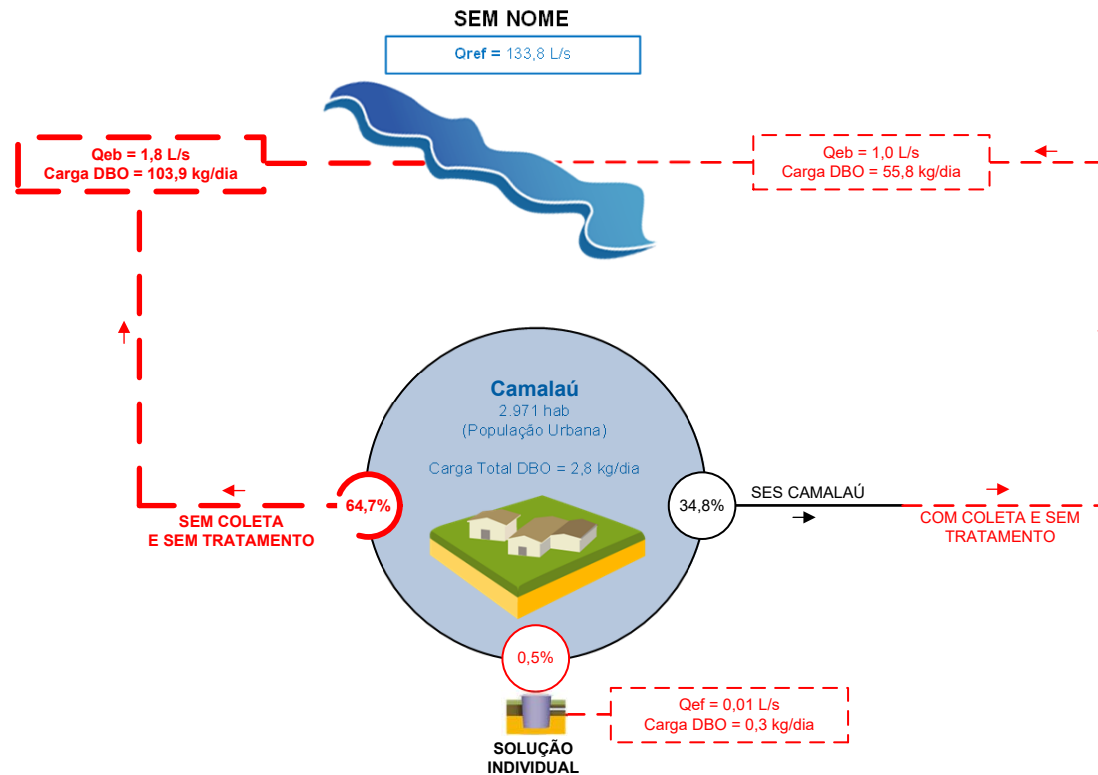 SEM NOME
Qref = 133,8 L/s
Qeb = 1,8 L/s
Carga DBO = 103,9 kg/dia
Qeb = 1,0 L/s
Carga DBO = 55,8 kg/dia
Camalaú
2.971 hab
(População Urbana)
Carga Total DBO = 2,8 kg/dia
64,7%
SEM COLETA
E SEM TRATAMENTO
34,8%
SES CAMALAÚ
COM COLETA E SEM
TRATAMENTO
0,5%
SOLUÇÃO
INDIVIDUAL
Qef = 0,01 L/s
Carga DBO = 0,3 kg/dia